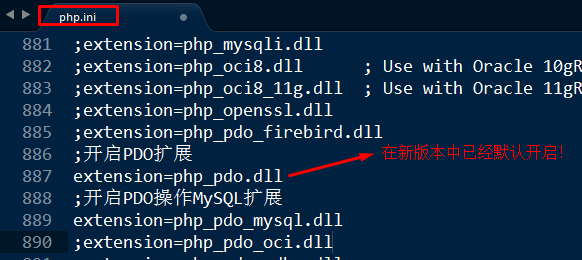 php.ini
881 ;extension=php_mysqli.dll
882 ;extension=php_oci8.dll ; Use with Oracle 10gR
883 ;extension=php_oci8_11g.dll ; Use with Oracle 11gR
884 ;extension=php_openssl.dll
885 ;extension=php_pdo_firebird.dll
886 ;开启PDO扩展
在新版本中已经默认开启!
887 extension=php_pdo.dll
888 ;开启PDO操作MySQL扩展
889 extension=php_pdo_mysql.dll
890 ;extension=php_pdo_oci.dll